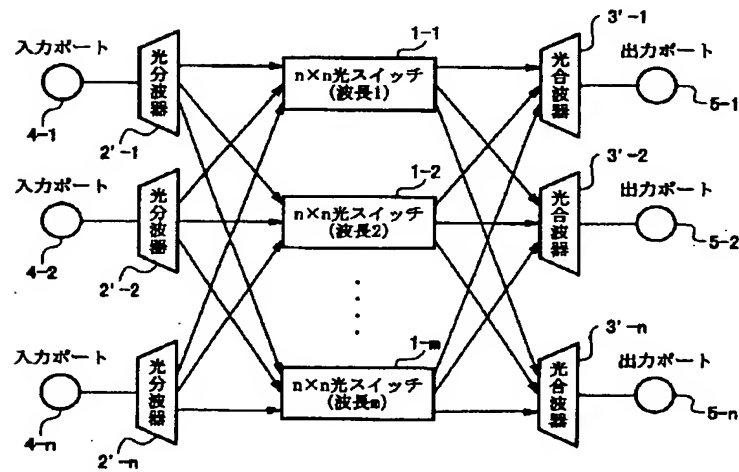 入力ポート
4-1
光分波器
2'-1
n×n光スイッチ
(波長1)
1-1
光合波器
3'-1
出力ポート
5-1
入力ポート
4-2
光分波器
2'-2
n×n光スイッチ
(波長2)
1-2
光合波器
3'-2
出力ポート
5-2
入力ポート
4-n
光分波器
2'-n
n×n光スイッチ
(波長m)
1-m
光合波器
3'-n
出力ポート
5-n